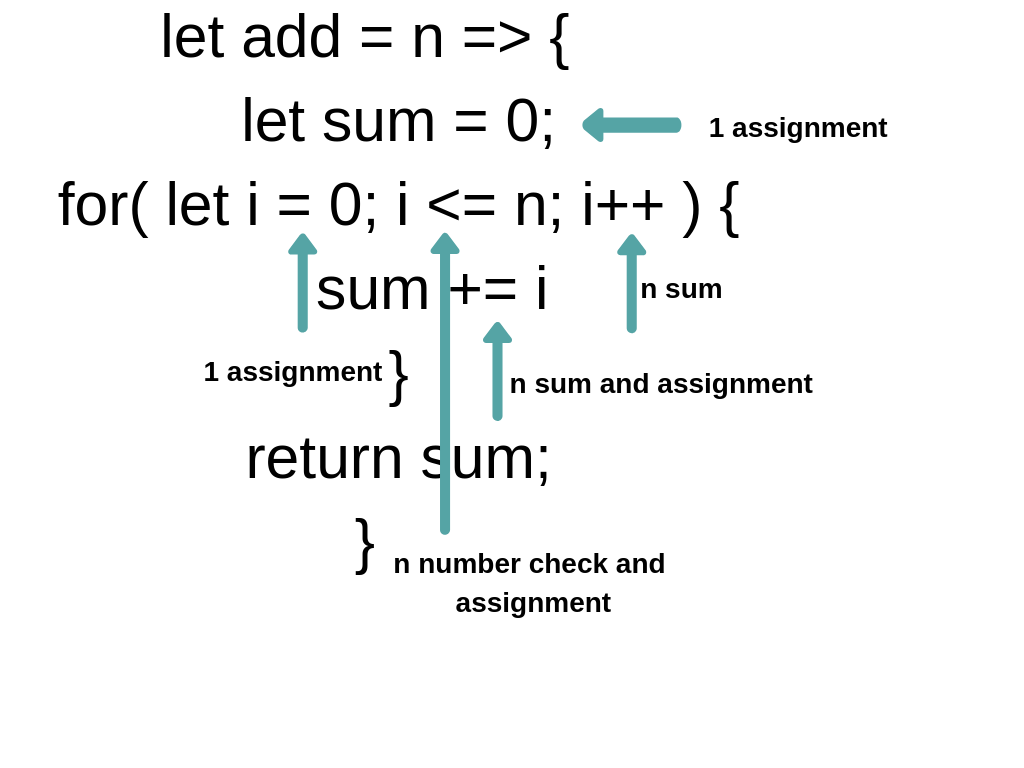 let add = n => {
let sum = 0;
1 assignment
for( let i = 0; i <= n; i++ ) {
sum += i
n sum
1 assignment
}
n sum and assignment
return sum;
}
n number check and
assignment